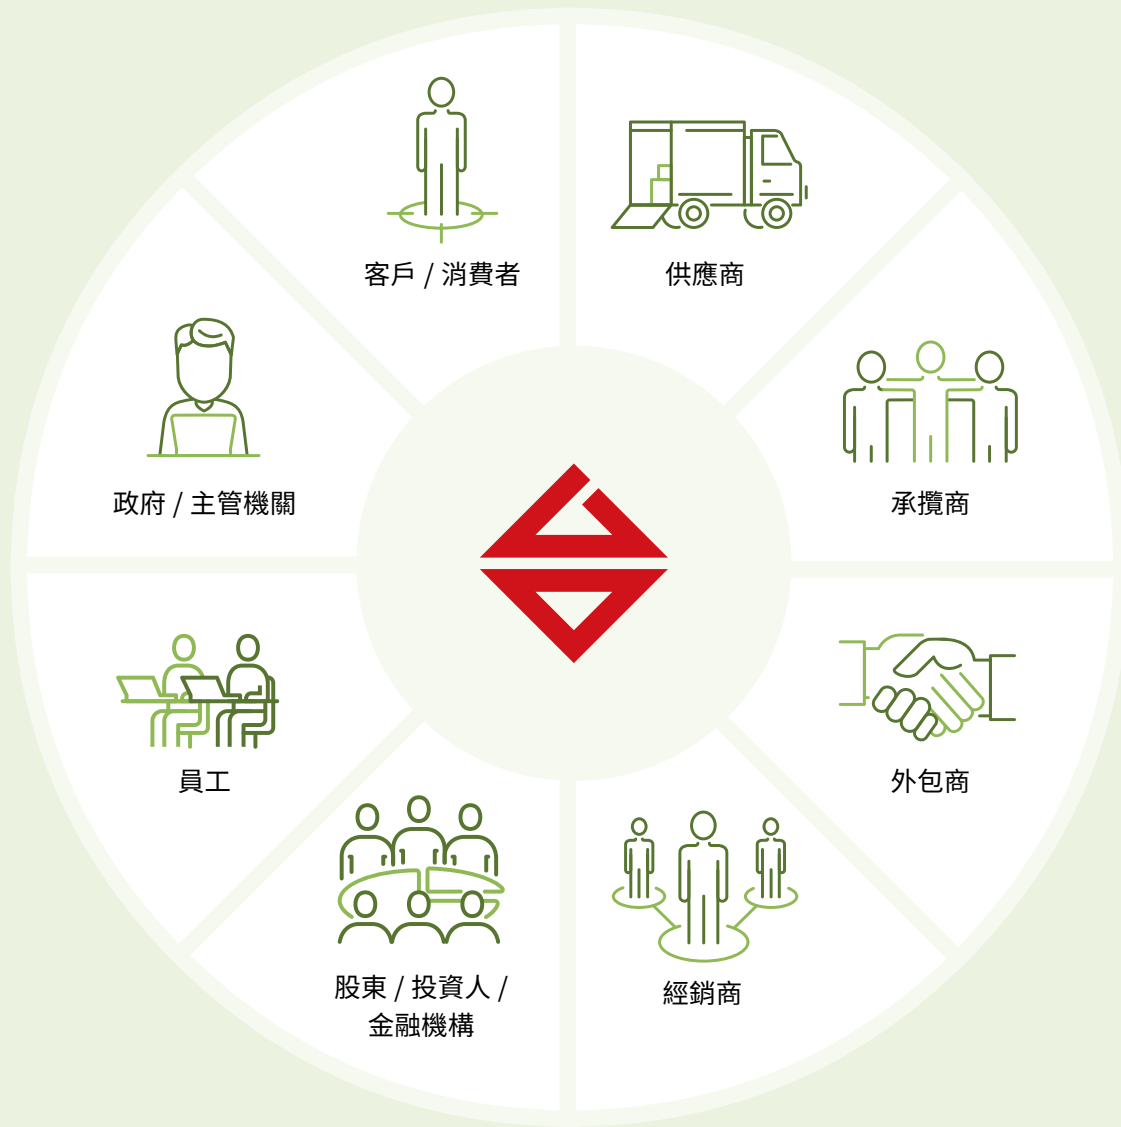 客戶 / 消費者
供應商
政府 / 主管機關
承攬商
員工
外包商
股東 / 投資人 /
金融機構
經銷商